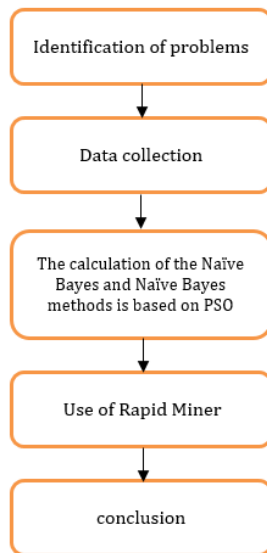 Identification of problems
Data collection
The calculation of the Naïve
Bayes and Naïve Bayes
methods is based on PSO
Use of Rapid Miner
conclusion